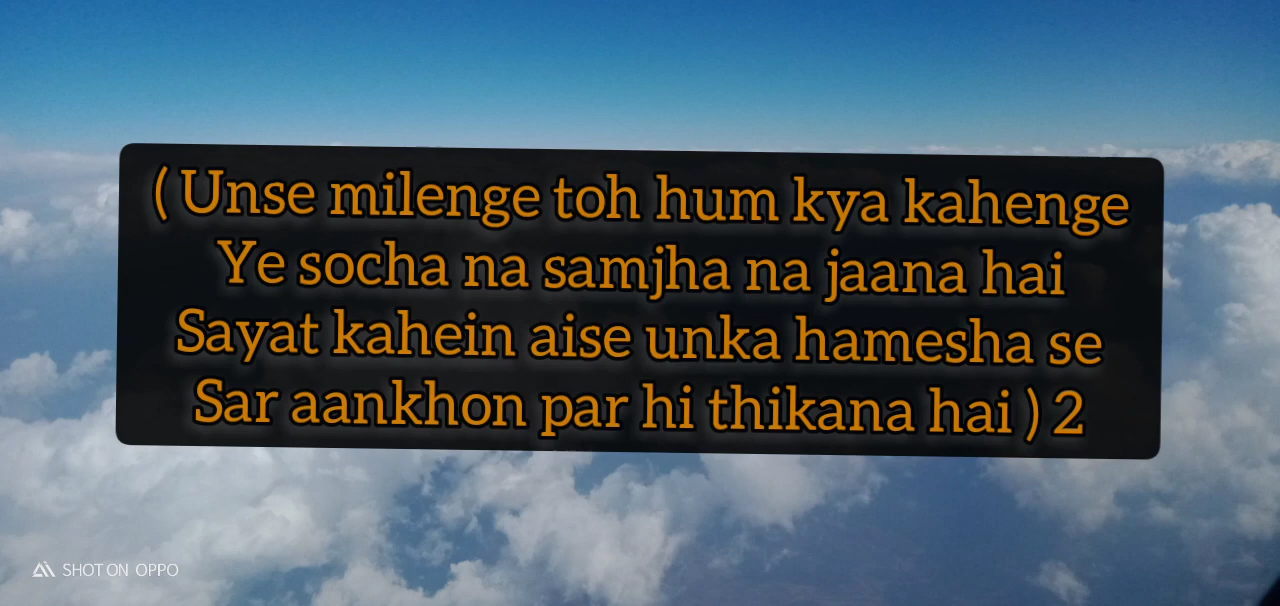 ( Unse milenge toh hum kya kahenge
Ye socha na samjha na jaana hai
Sayat kahein aise unka hamesha se
Sar aankhon par hi thikana hai ) 2
SHOT ON OPPO